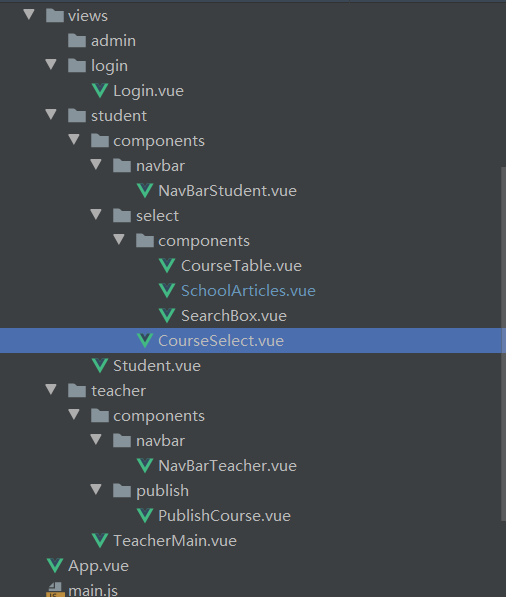 views
admin
login
Login.vue
student
components
navbar
NavBarStudent.vue
select
components
CourseTable.vue
SchoolArticles.vue
SearchBox.vue
CourseSelect.vue
Student.vue
teacher
components
navbar
NavBarTeacher.vue
publish
PublishCourse.vue
TeacherMain.vue
App.vue
main.js